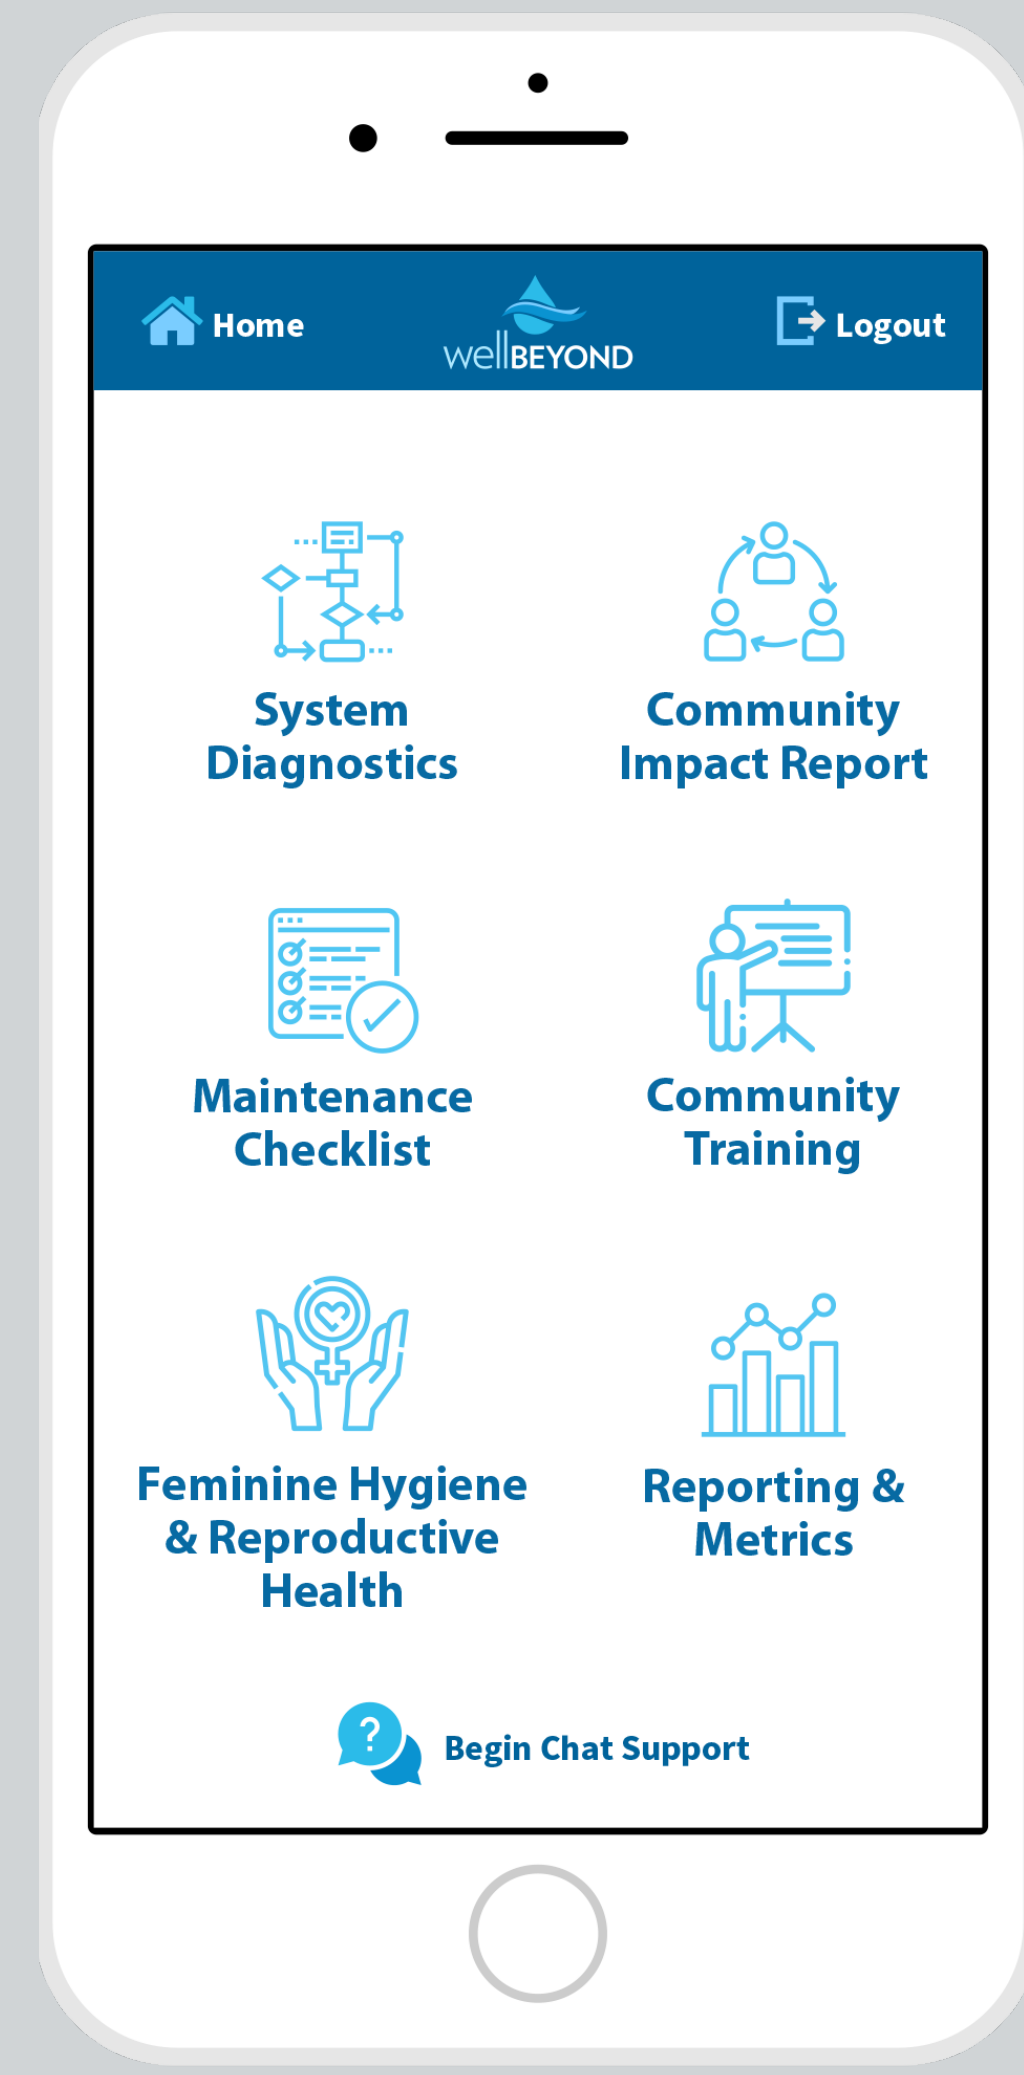 Home
wellBEYOND
Logout
System
Diagnostics
Community
Impact Report
Maintenance
Checklist
Community
Training
Feminine Hygiene
& Reproductive
Health
Reporting &
Metrics
?
Begin Chat Support